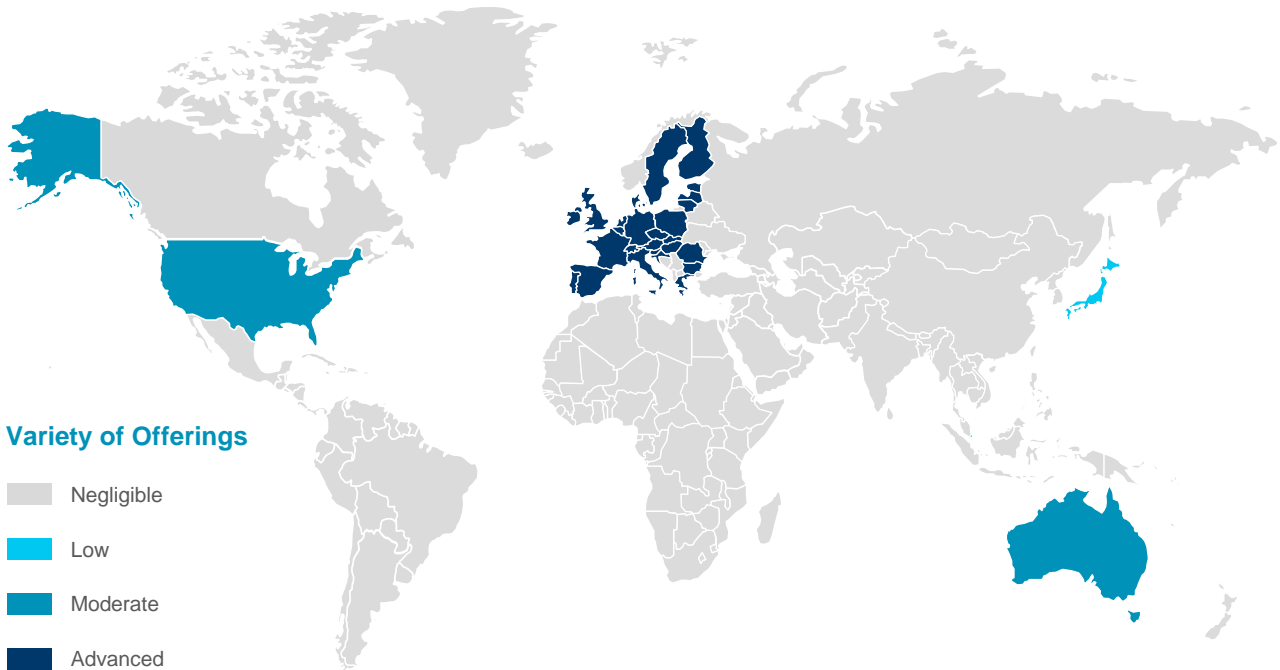 Variety of Offerings
Negligible
Low
Moderate
Advanced